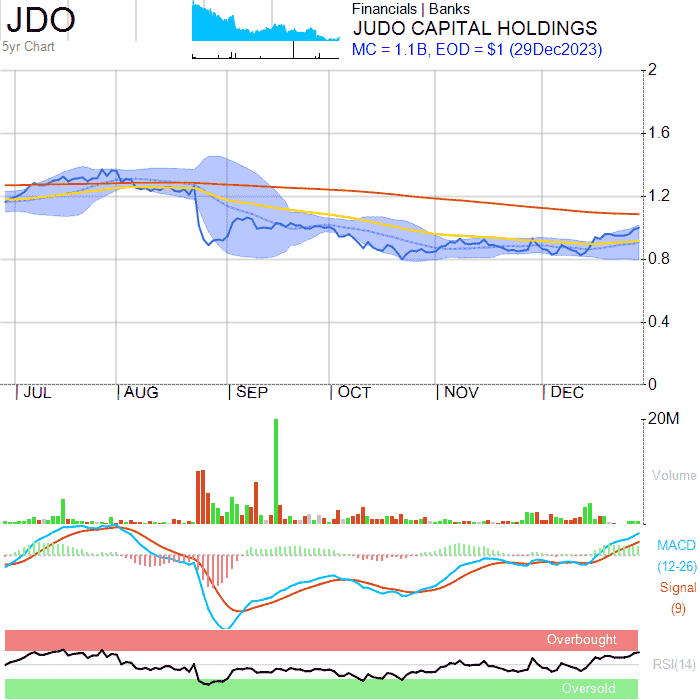 JDO
5yr Chart
Financials | Banks
JUDO CAPITAL HOLDINGS
MC = 1.1B, EOD = $1 (29Dec2023)
2
1.6
1.2
0.8
0.4
0
JUL AUG SEP OCT NOV DEC
20M
Volume
MACD
(12-26)
Signal
(9)
Overbought
RSI(14)
Oversold